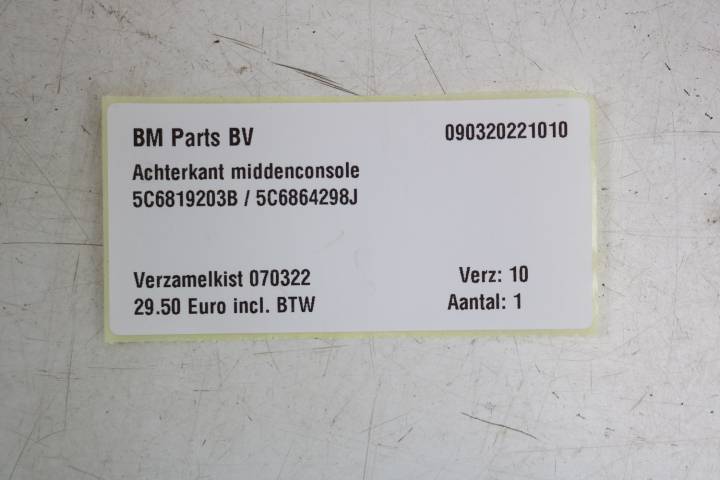 BM Parts BV 090320221010
Achterkant middenconsole
5C6819203B / 5C6864298J
Verzamelkist 070322 Verz: 10
29.50 Euro incl. BTW Aantal: 1